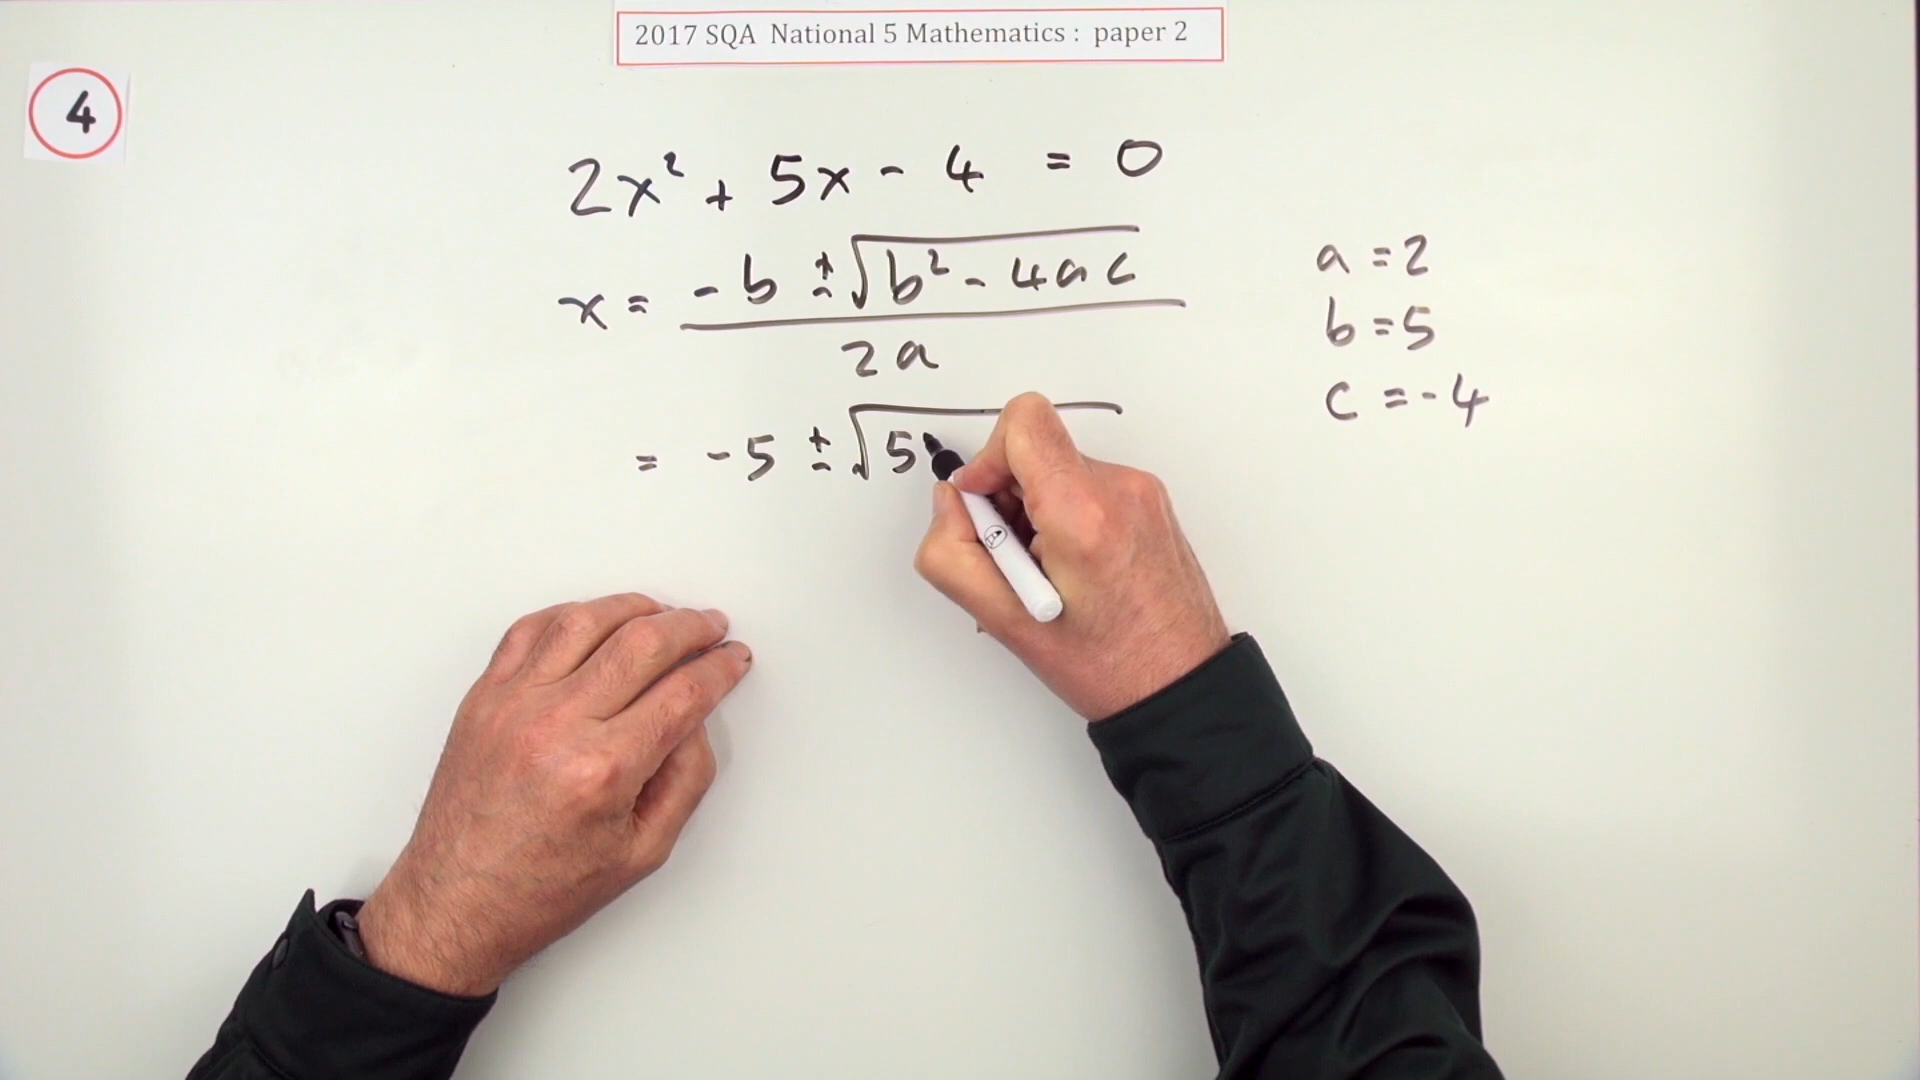 2017 SQA National 5 Mathematics : paper 2
4
2x² + 5x - 4 = 0
x = -b ± √(b² - 4ac) / 2a
a = 2
b = 5
c = -4
= -5 ± √5